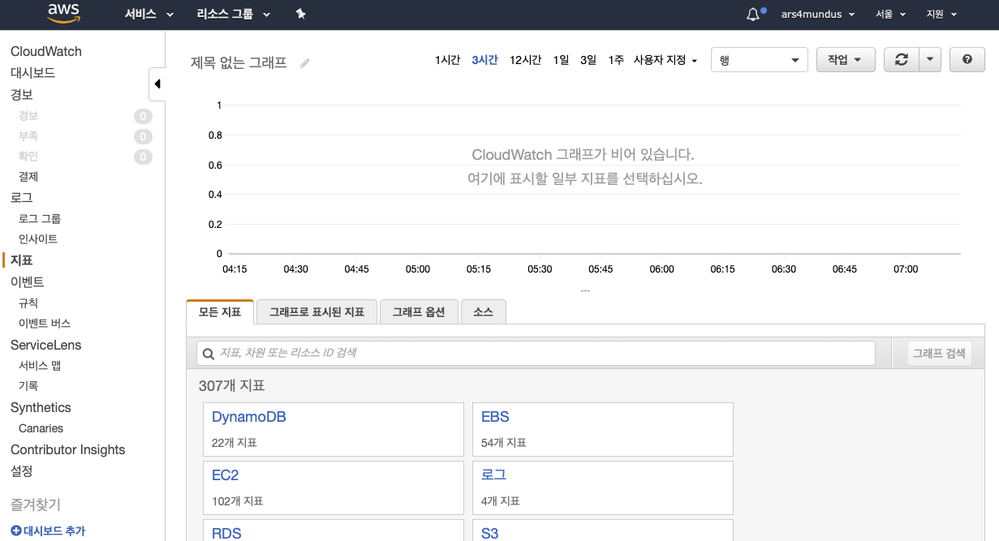 aws 서비스 리소스 그룹 ars4mundus 서울 지원
CloudWatch
대시보드
경보
경보 0
부족 0
확인 0
결제
로그
로그 그룹
인사이트
지표
이벤트
규칙
이벤트 버스
ServiceLens
서비스 맵
기록
Synthetics
Canaries
Contributor Insights
설정
즐겨찾기
대시보드 추가
제목 없는 그래프 1시간 3시간 12시간 1일 3일 1주 사용자 지정 행 작업
1
0.8
0.6
0.4
0.2
0
CloudWatch 그래프가 비어 있습니다.
여기에 표시할 일부 지표를 선택하십시오.
04:15 04:30 04:45 05:00 05:15 05:30 05:45 06:00 06:15 06:30 06:45 07:00
---
모든 지표 그래프로 표시된 지표 그래프 옵션 소스
지표, 차원 또는 리소스 ID 검색 그래프 검색
307개 지표
DynamoDB
22개 지표
EBS
54개 지표
EC2
102개 지표
로그
4개 지표
RDS
S3